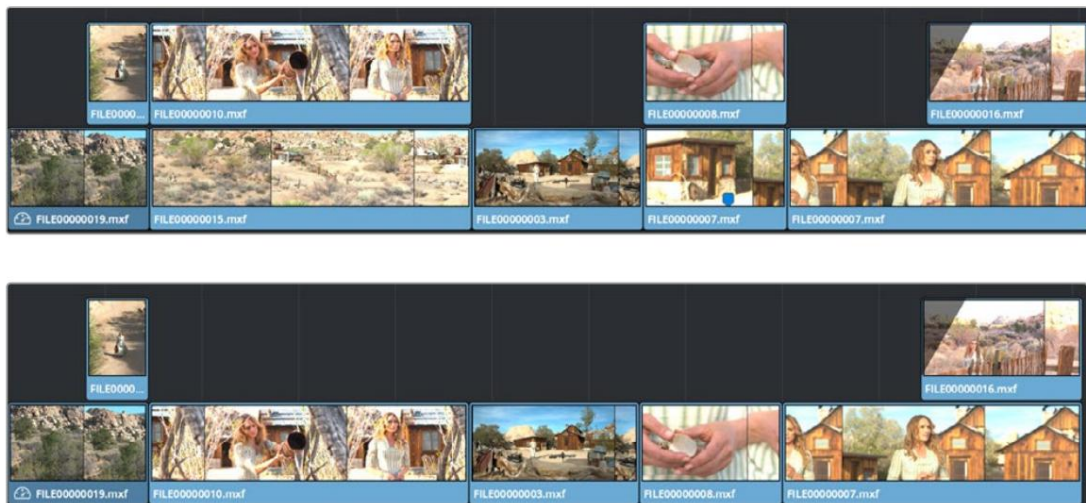 FILE0000...
FILE00000010.mxf
FILE00000008.mxf
FILE00000016.mxf
FILE00000019.mxf
FILE00000015.mxf
FILE00000003.mxf
FILE00000007.mxf
FILE00000007.mxf
FILE0000...
FILE00000016.mxf
FILE00000019.mxf
FILE00000010.mxf
FILE00000003.mxf
FILE00000008.mxf
FILE00000007.mxf